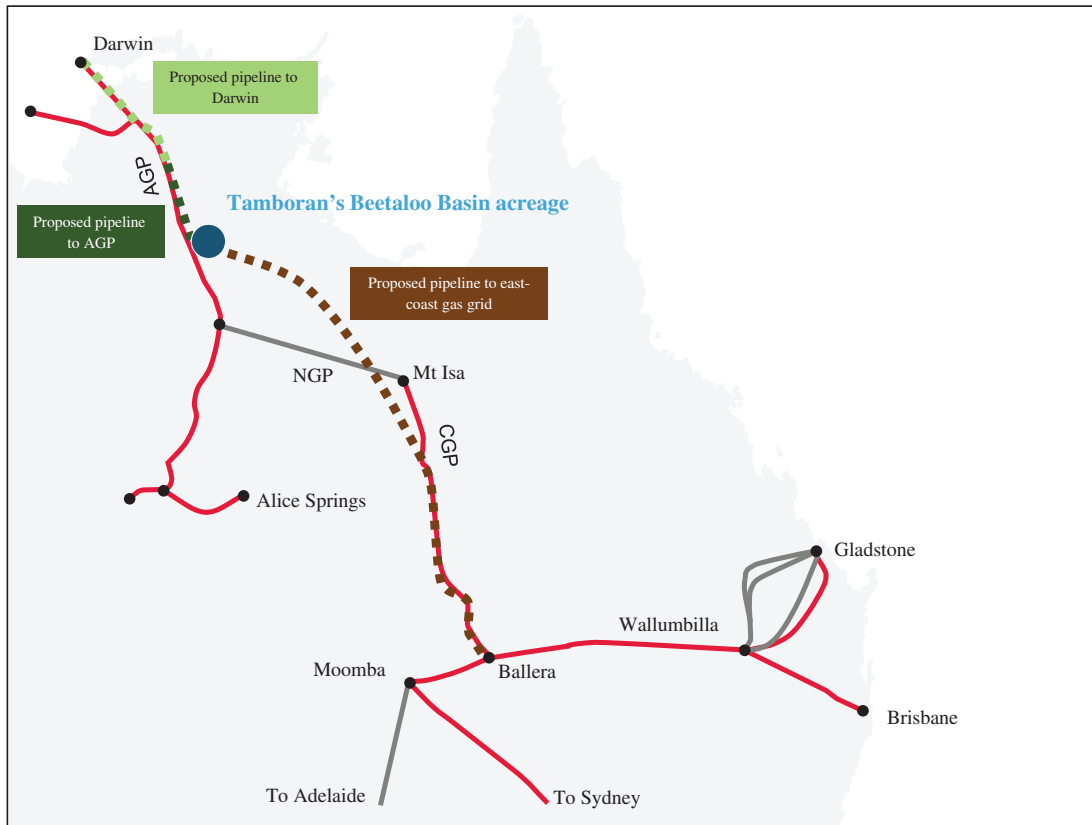 Darwin
Proposed pipeline to
Darwin
AGP
Tamboran's Beetaloo Basin acreage
Proposed pipeline
to AGP
Proposed pipeline to east-
coast gas grid
NGP
Mt Isa
CGP
Alice Springs
Gladstone
Wallumbilla
Moomba
Ballera
Brisbane
To Adelaide
To Sydney